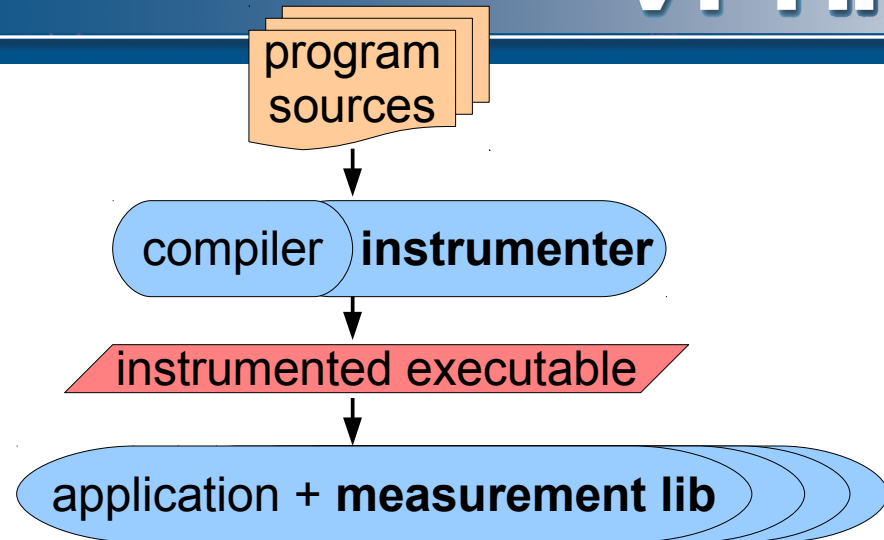 program
sources
compiler instrumenter
instrumented executable
application + measurement lib